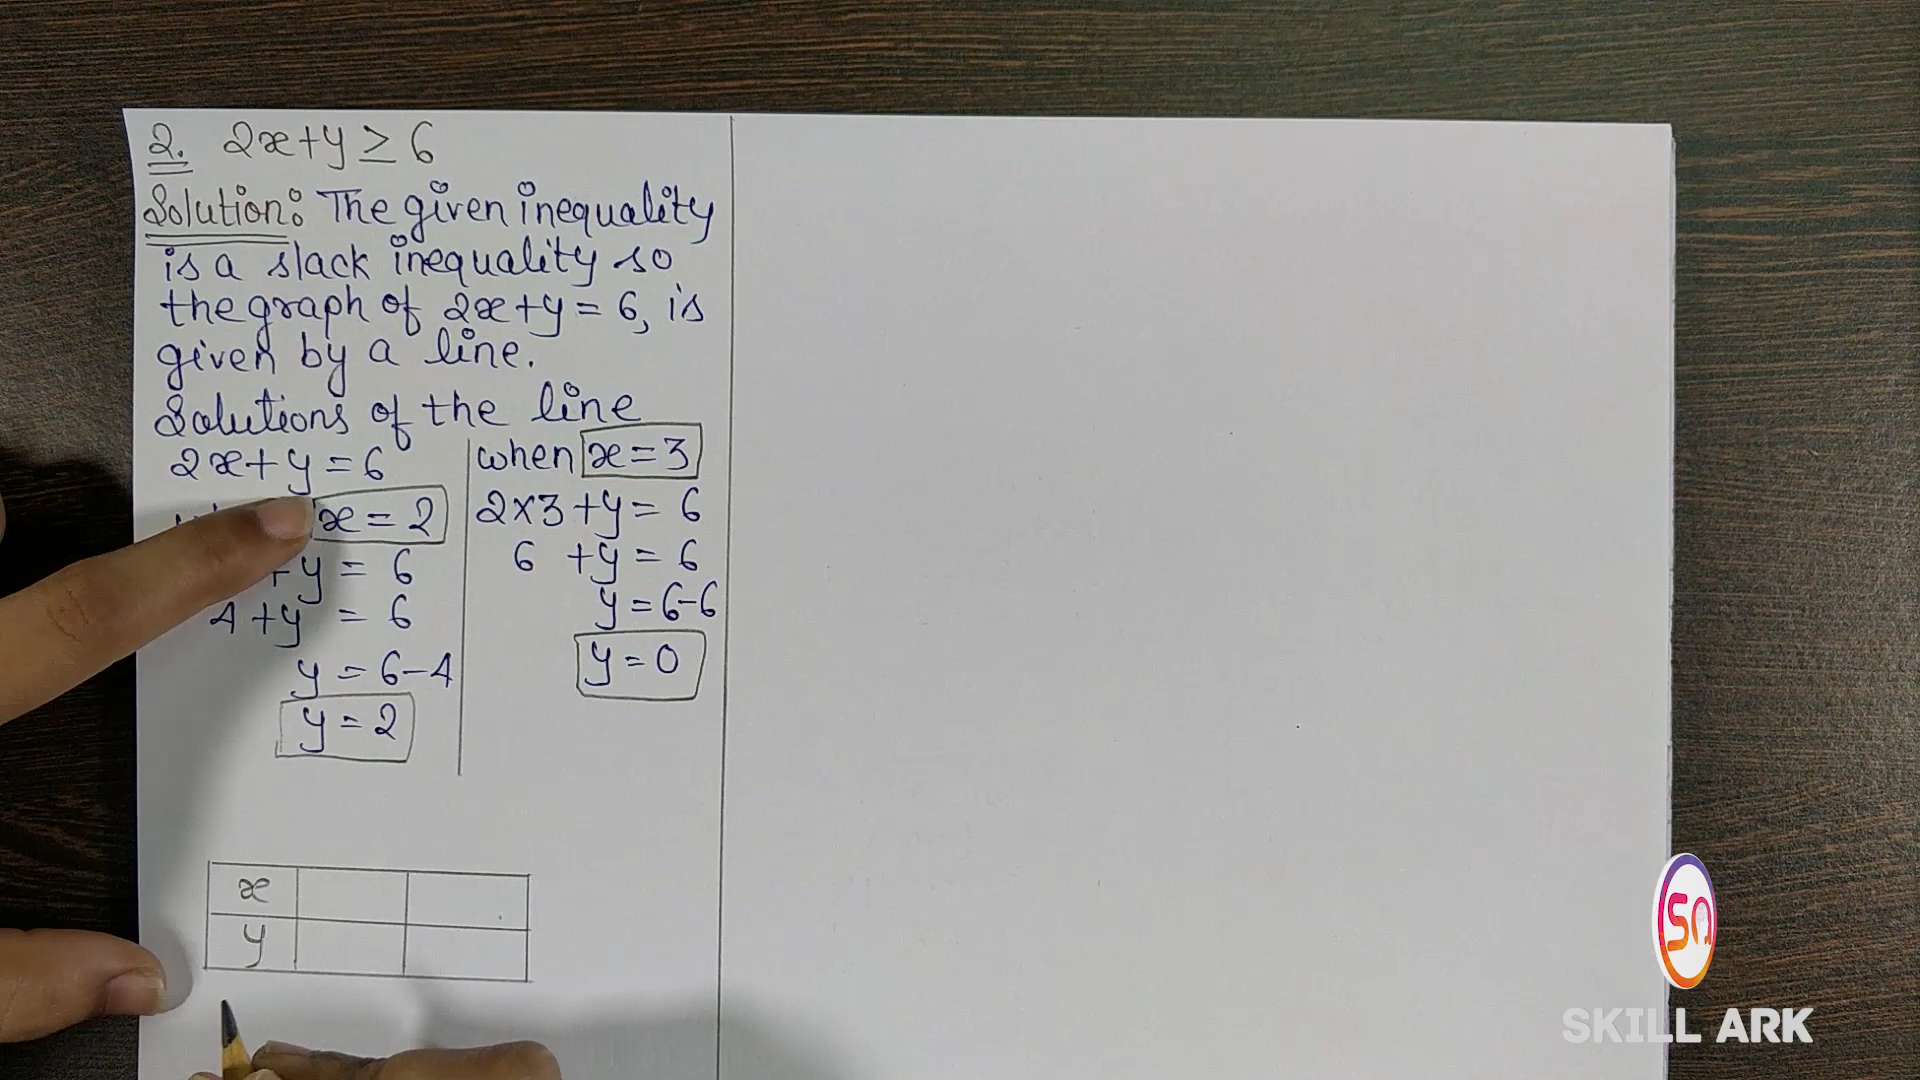 2. 2x+y ≥ 6
Solution: The given inequality
is a slack inequality so
the graph of 2x+y = 6, is
given by a line.
Solutions of the line
2x+y = 6
x = 2
+y = 6
4+y = 6
y = 6-4
y = 2
when x = 3
2×3+y = 6
6 +y = 6
y = 6-6
y = 0
x
y
SKILL ARK